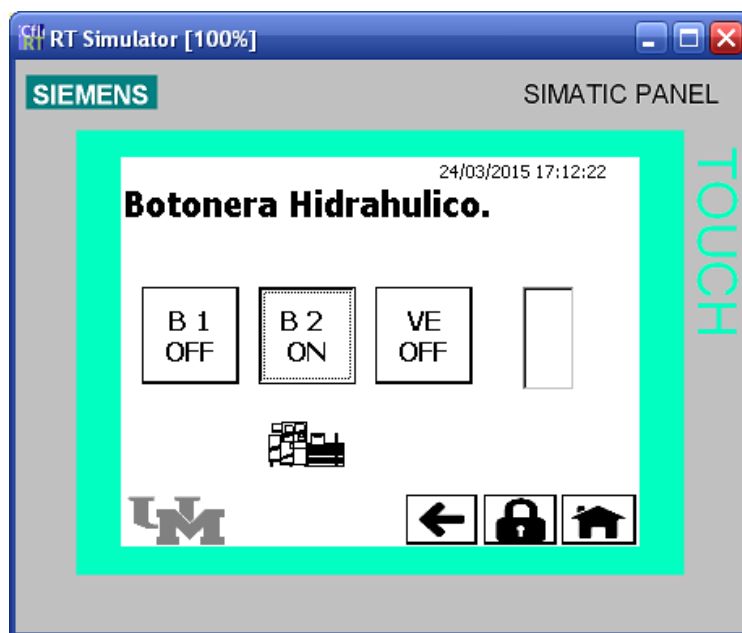 RT Simulator [100%]
SIEMENS
SIMATIC PANEL
TOUCH
24/03/2015 17:12:22
Botonera Hidrahulico.
B 1
OFF
B 2
ON
VE
OFF